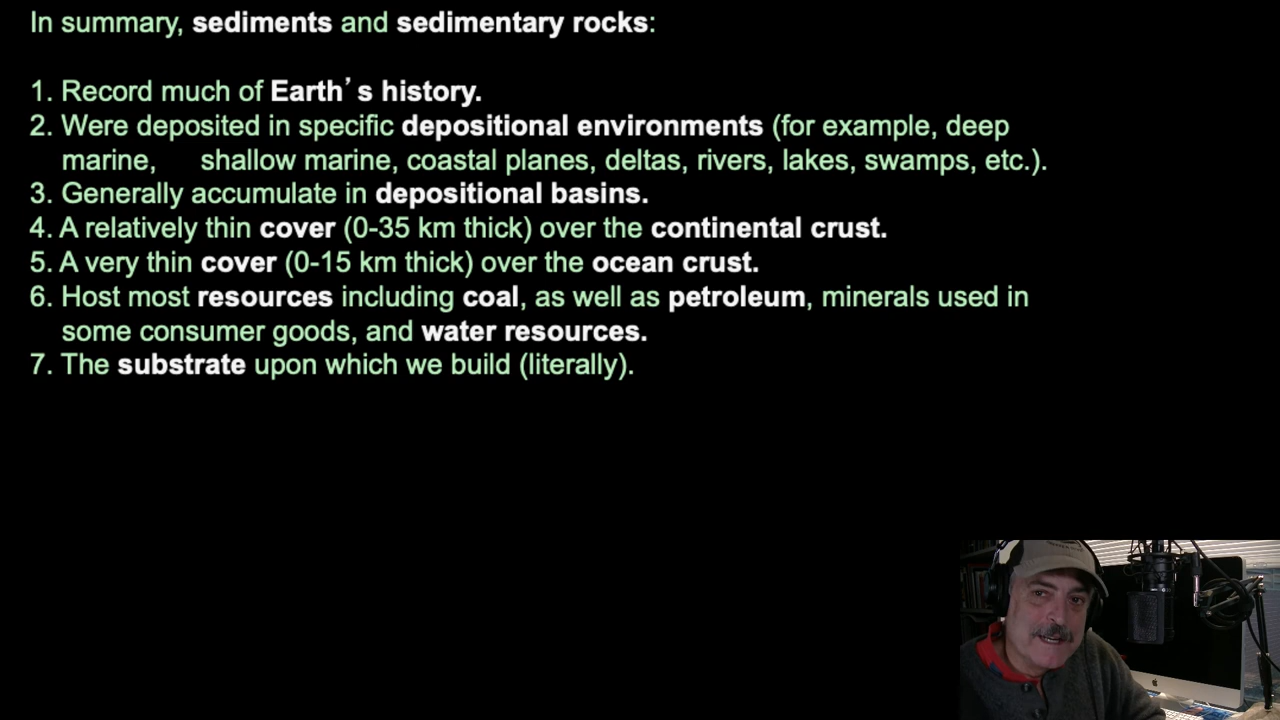 In summary, sediments and sedimentary rocks:
1. Record much of Earth’s history.
2. Were deposited in specific depositional environments (for example, deep
marine, shallow marine, coastal planes, deltas, rivers, lakes, swamps, etc.).
3. Generally accumulate in depositional basins.
4. A relatively thin cover (0-35 km thick) over the continental crust.
5. A very thin cover (0-15 km thick) over the ocean crust.
6. Host most resources including coal, as well as petroleum, minerals used in
some consumer goods, and water resources.
7. The substrate upon which we build (literally).